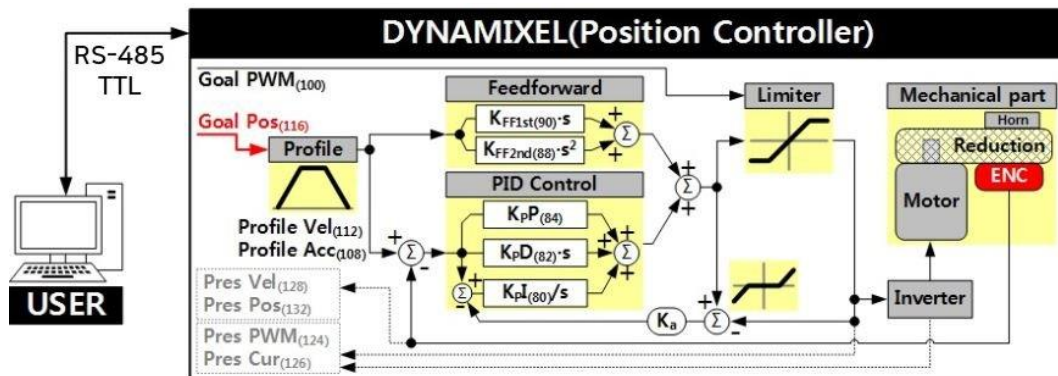 DYNAMIXEL(Position Controller)
RS-485
TTL
Goal PWM(100)
Feedforward
Limiter
Mechanical part
Horn
Goal Pos(116)
KFF1st(90)·s
Σ
Reduction
Profile
KFF2nd(88)·s²
ENC
PID Control
Σ
Motor
KPP(84)
Profile Vel(112)
Profile Acc(108)
Σ
KPD(82)·s
Σ
Pres Vel(128)
Pres Pos(132)
Σ
KPI(80)/s
Inverter
USER
Ka
Σ
Pres PWM(124)
Pres Cur(126)